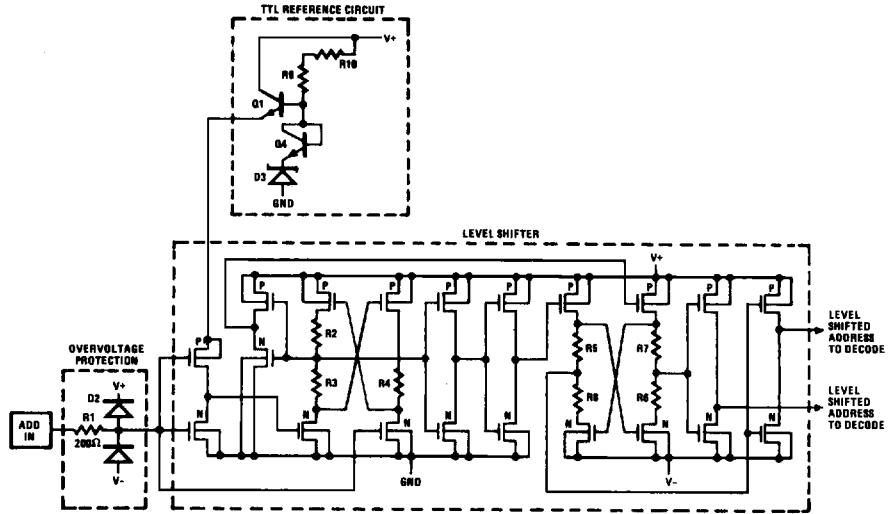 TTL REFERENCE CIRCUIT
V+
R10
R9
Q1
Q4
D3
GND
LEVEL SHIFTER
V+
P
P
P
P
P
P
P
P
P
R2
R5
R7
P
N
OVERVOLTAGE
PROTECTION
LEVEL
SHIFTED
ADDRESS
TO DECODE
V+
D2
R3
R4
R8
R6
LEVEL
SHIFTED
ADDRESS
TO DECODE
ADD
IN
R1
200Ω
N
N
N
N
N
N
N
N
N
V-
GND
V-